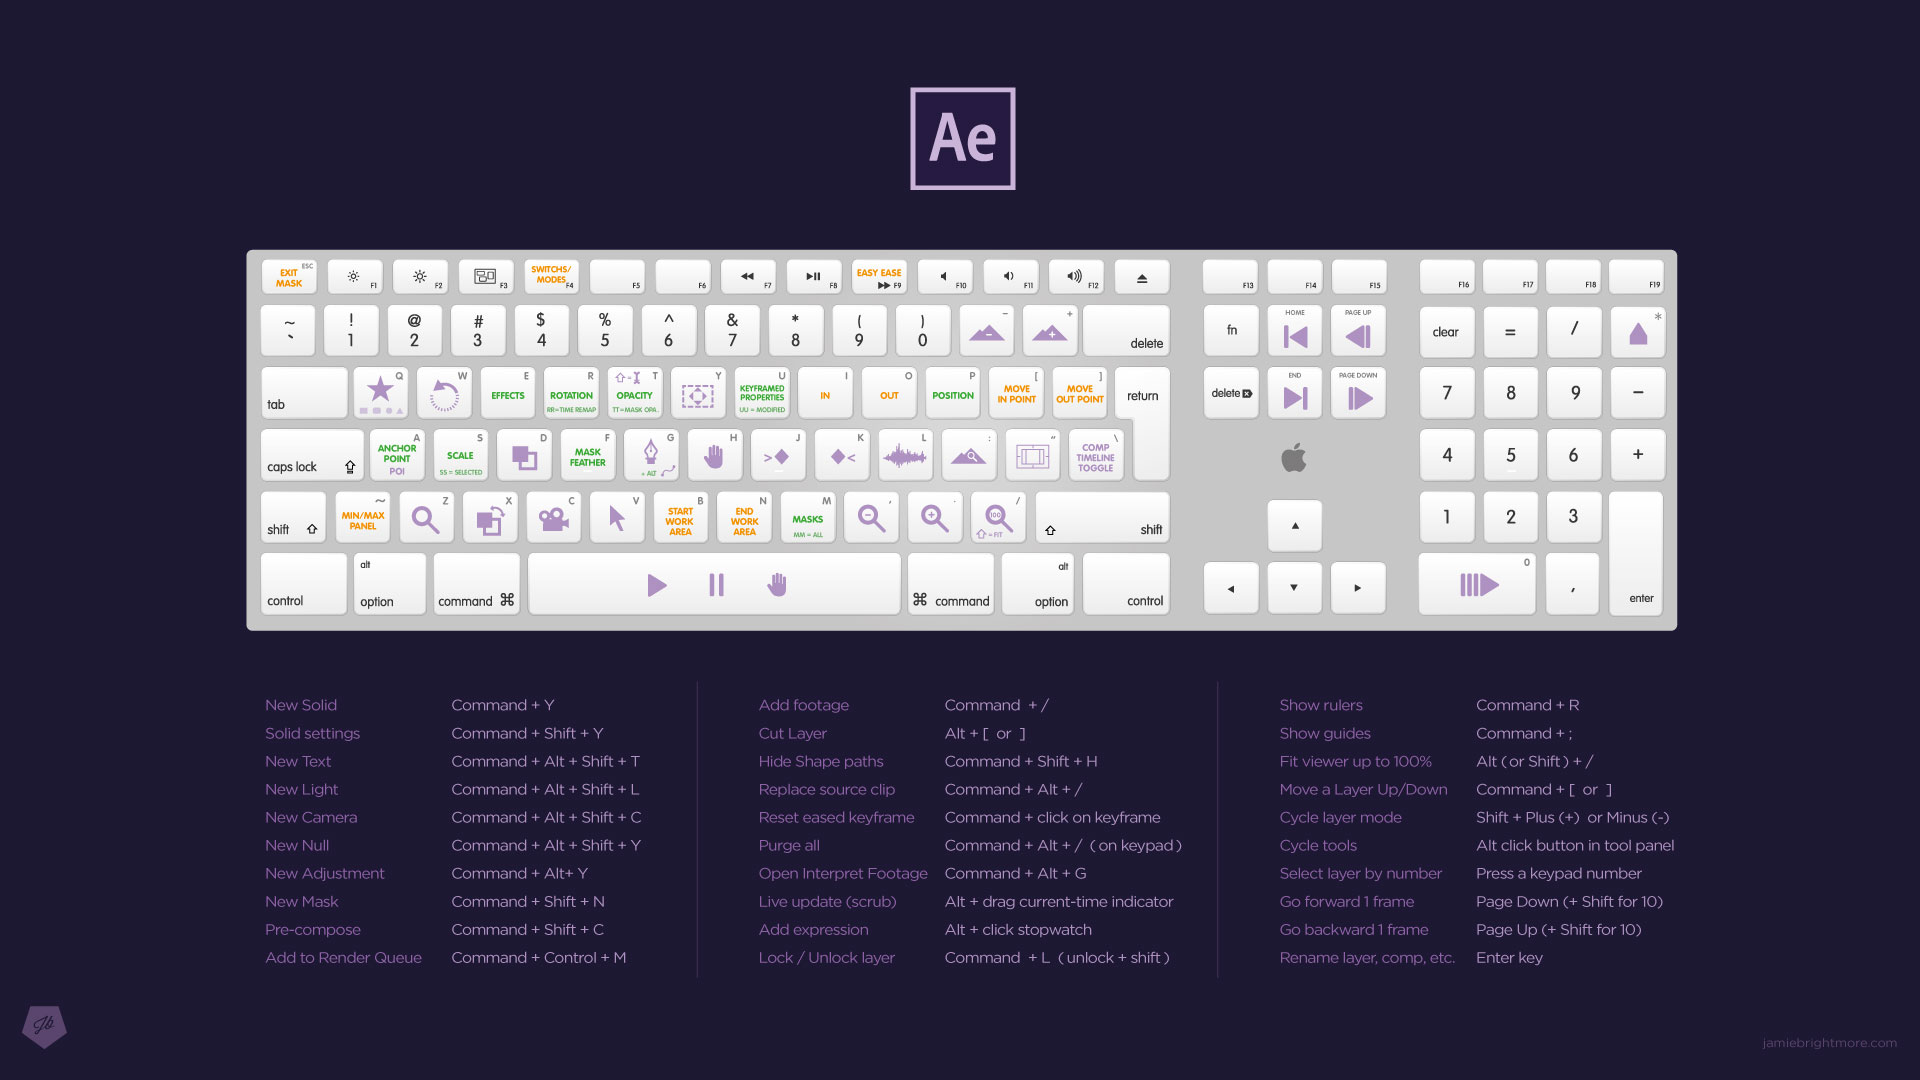 Ae
EXIT MASK ESC
F1
F2
F3
SWITCHS/ MODES F4
F5
F6
F7
F8
EASY EASE F9
F10
F11
F12
F13
F14
F15
F16
F17
F18
F19
~ `
! 1
@ 2
# 3
$ 4
% 5
^ 6
& 7
* 8
( 9
) 0
-
+
delete
fn
HOME
PAGE UP
clear
=
/
*
tab
Q
W
E EFFECTS
R ROTATION RR=TIME REMAP
T OPACITY TT=MASK OPA.
Y
U KEYFRAMED PROPERTIES UU = MODIFIED
I IN
O OUT
P POSITION
[ MOVE IN POINT
] MOVE OUT POINT
return
delete
END
PAGE DOWN
7
8
9
-
caps lock
A ANCHOR POINT POI
S SCALE SS = SELECTED
D
F MASK FEATHER
G + ALT
H
J
K
L
:
"
\ COMP TIMELINE TOGGLE
4
5
6
+
shift
~ MIN/MAX PANEL
Z
X
C
V
B START WORK AREA
N END WORK AREA
M MASKS MM = ALL
,
.
/ 100 = FIT
shift
1
2
3
control
alt option
command ⌘
⌘ command
alt option
control
0
,
enter
New Solid Command + Y
Solid settings Command + Shift + Y
New Text Command + Alt + Shift + T
New Light Command + Alt + Shift + L
New Camera Command + Alt + Shift + C
New Null Command + Alt + Shift + Y
New Adjustment Command + Alt+ Y
New Mask Command + Shift + N
Pre-compose Command + Shift + C
Add to Render Queue Command + Control + M
Add footage Command + /
Cut Layer Alt + [ or ]
Hide Shape paths Command + Shift + H
Replace source clip Command + Alt + /
Reset eased keyframe Command + click on keyframe
Purge all Command + Alt + / ( on keypad )
Open Interpret Footage Command + Alt + G
Live update (scrub) Alt + drag current-time indicator
Add expression Alt + click stopwatch
Lock / Unlock layer Command + L ( unlock + shift )
Show rulers Command + R
Show guides Command + ;
Fit viewer up to 100% Alt ( or Shift ) + /
Move a Layer Up/Down Command + [ or ]
Cycle layer mode Shift + Plus (+) or Minus (-)
Cycle tools Alt click button in tool panel
Select layer by number Press a keypad number
Go forward 1 frame Page Down (+ Shift for 10)
Go backward 1 frame Page Up (+ Shift for 10)
Rename layer, comp, etc. Enter key
Jb
jamiebrightmore.com